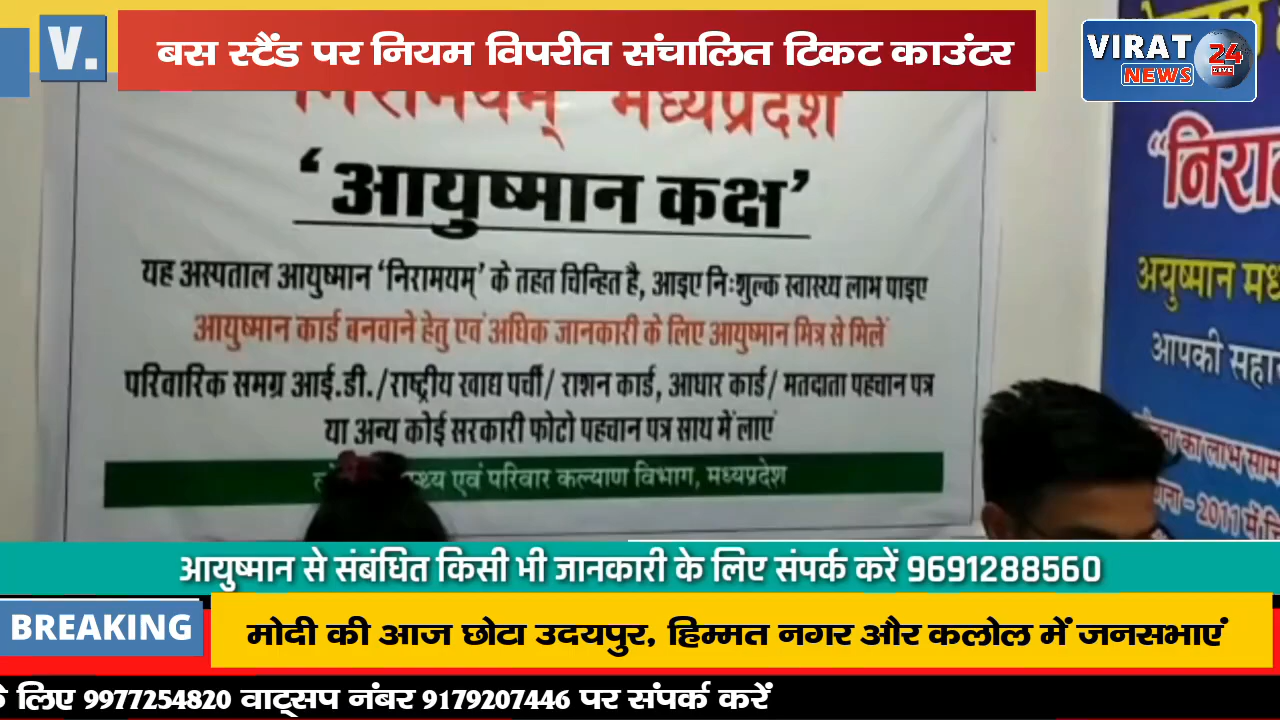 V.
बस स्टैंड पर नियम विपरीत संचालित टिकट काउंटर
VIRAT 24
NEWS LIVE
निरामयम् मध्यप्रदेश
'आयुष्मान कक्ष'
यह अस्पताल आयुष्मान 'निरामयम्' के तहत चिन्हित है, आइए निःशुल्क स्वास्थ्य लाभ पाइए
आयुष्मान कार्ड बनवाने हेतु एवं अधिक जानकारी के लिए आयुष्मान मित्र से मिलें
परिवारिक समग्र आई.डी./राष्ट्रीय खाद्य पर्ची/ राशन कार्ड, आधार कार्ड/ मतदाता पहचान पत्र
या अन्य कोई सरकारी फोटो पहचान पत्र साथ में लाएं
एवं परिवार कल्याण विभाग, मध्यप्रदेश
"निरा
अयुष्मान मध
आपकी सहा
का लाभ साम
- 2011 में
आयुष्मान से संबंधित किसी भी जानकारी के लिए संपर्क करें 9691288560
BREAKING
मोदी की आज छोटा उदयपुर, हिम्मत नगर और कलोल में जनसभाएं
के लिए 9977254820 वाट्सप नंबर 9179207446 पर संपर्क करें